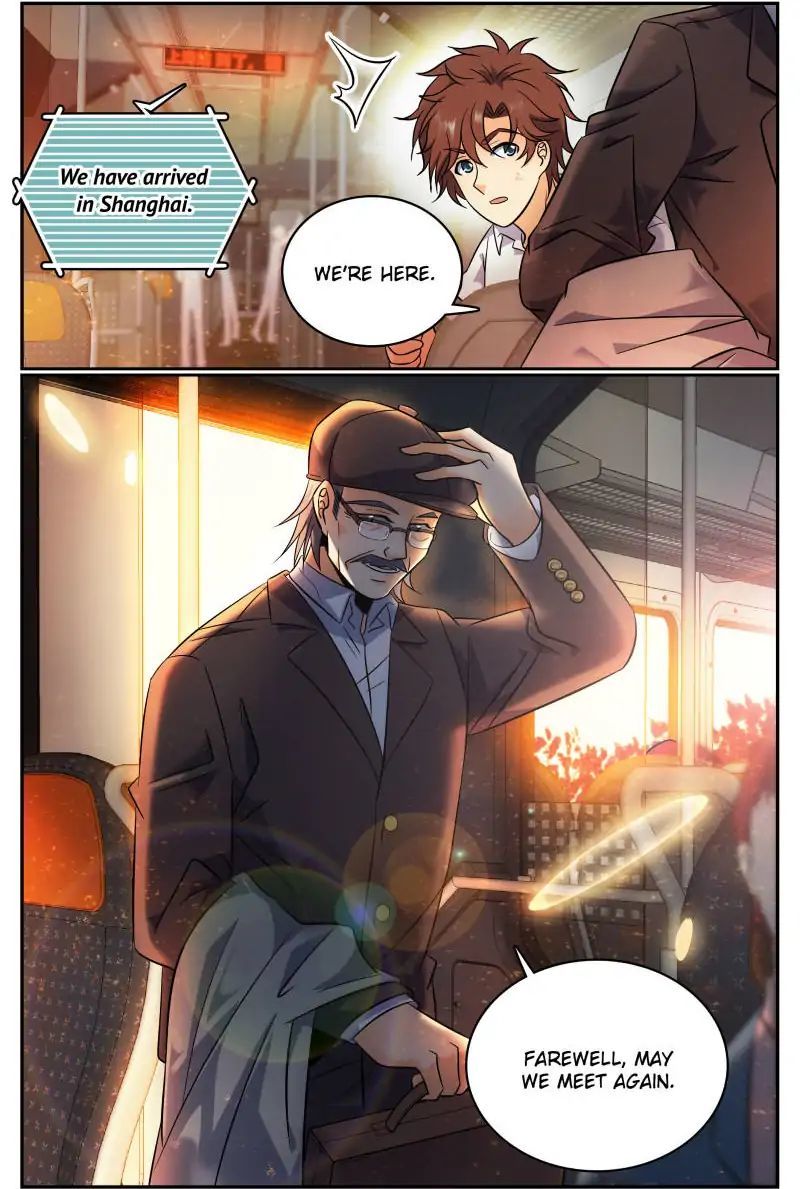 We have arrived
in Shanghai.
WE'RE HERE.
FAREWELL, MAY
WE MEET AGAIN.